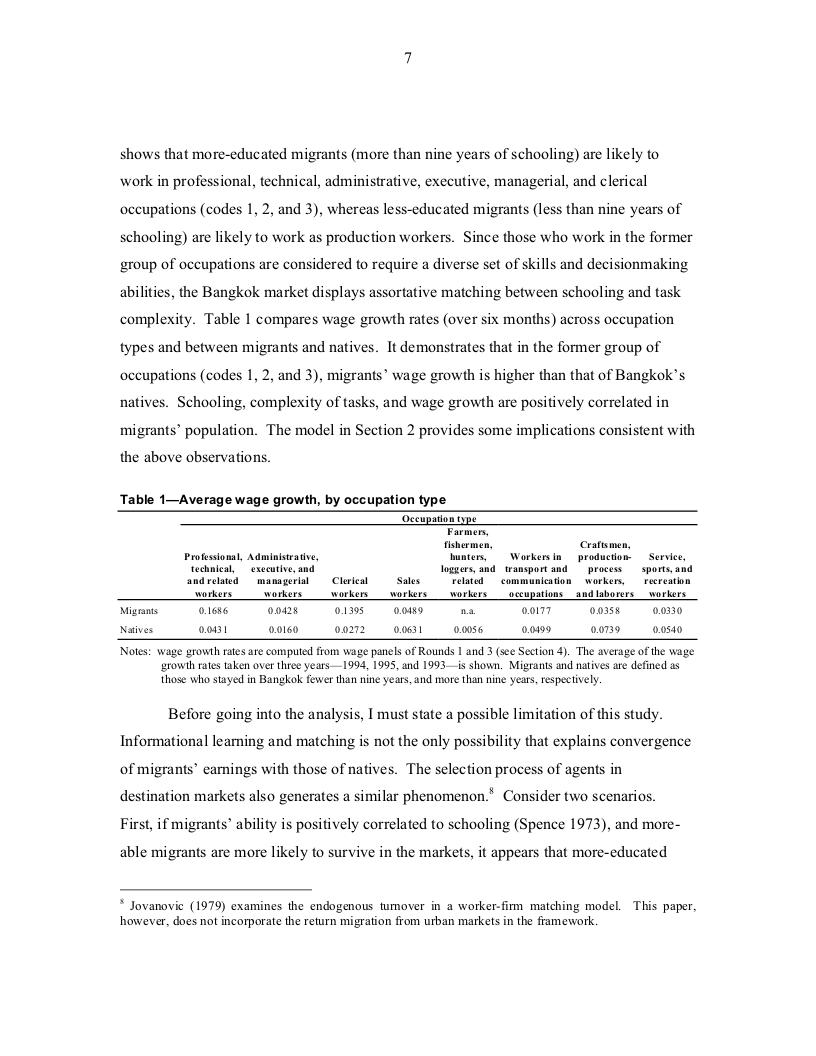 7
shows that more-educated migrants (more than nine years of schooling) are likely to
work in professional, technical, administrative, executive, managerial, and clerical
occupations (codes 1, 2, and 3), whereas less-educated migrants (less than nine years of
schooling) are likely to work as production workers.  Since those who work in the former
group of occupations are considered to require a diverse set of skills and decisionmaking
abilities, the Bangkok market displays assortative matching between schooling and task
complexity.  Table 1 compares wage growth rates (over six months) across occupation
types and between migrants and natives.  It demonstrates that in the former group of
occupations (codes 1, 2, and 3), migrants’ wage growth is higher than that of Bangkok’s
natives.  Schooling, complexity of tasks, and wage growth are positively correlated in
migrants’ population.  The model in Section 2 provides some implications consistent with
the above observations.
Table 1—Average wage growth, by occupation type
Occupation type
Professional, technical, and related workers
Administrative, executive, and managerial workers
Clerical workers
Sales workers
Farmers, fishermen, hunters, loggers, and related workers
Workers in transport and communication occupations
Craftsmen, production-process workers, and laborers
Service, sports, and recreation workers
Migrants 0.1686 0.0428 0.1395 0.0489 n.a. 0.0177 0.0358 0.0330
Natives 0.0431 0.0160 0.0272 0.0631 0.0056 0.0499 0.0739 0.0540
Notes:  wage growth rates are computed from wage panels of Rounds 1 and 3 (see Section 4).  The average of the wage
growth rates taken over three years—1994, 1995, and 1993—is shown.  Migrants and natives are defined as
those who stayed in Bangkok fewer than nine years, and more than nine years, respectively.
Before going into the analysis, I must state a possible limitation of this study.
Informational learning and matching is not the only possibility that explains convergence
of migrants’ earnings with those of natives.  The selection process of agents in
destination markets also generates a similar phenomenon.8  Consider two scenarios.
First, if migrants’ ability is positively correlated to schooling (Spence 1973), and more-
able migrants are more likely to survive in the markets, it appears that more-educated
8 Jovanovic (1979) examines the endogenous turnover in a worker-firm matching model.  This paper,
however, does not incorporate the return migration from urban markets in the framework.